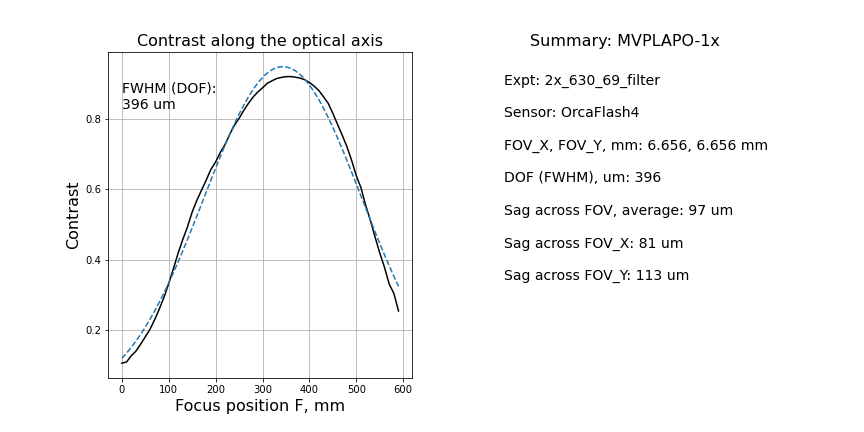 Contrast along the optical axis
FWHM (DOF):
396 um
Contrast
0.8
0.6
0.4
0.2
0 100 200 300 400 500 600
Focus position F, mm
Summary: MVPLAPO-1x
Expt: 2x_630_69_filter
Sensor: OrcaFlash4
FOV_X, FOV_Y, mm: 6.656, 6.656 mm
DOF (FWHM), um: 396
Sag across FOV, average: 97 um
Sag across FOV_X: 81 um
Sag across FOV_Y: 113 um